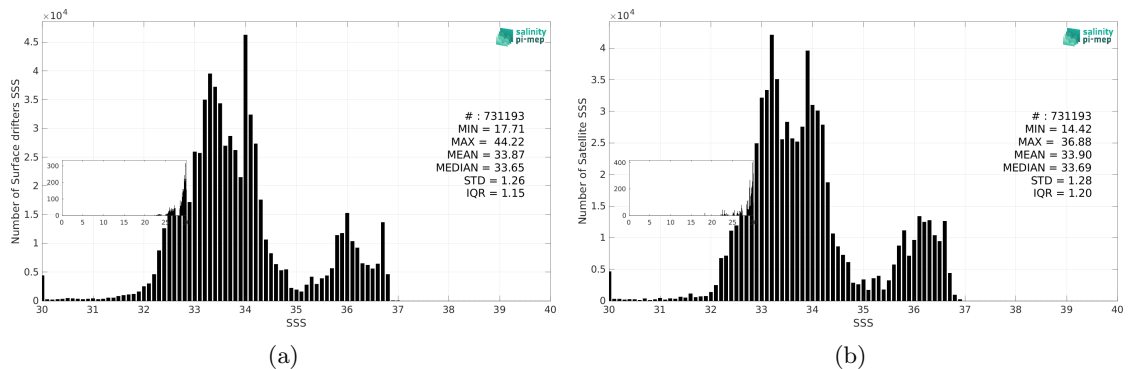 ×10⁴
4.5
4
3.5
3
2.5
2
1.5
1
0.5
0
Number of Surface drifters SSS
salinity
pi-mep
# : 731193
MIN = 17.71
MAX = 44.22
MEAN = 33.87
MEDIAN = 33.65
STD = 1.26
IQR = 1.15
300
200
100
0
0 5 10 15 20 25
30 31 32 33 34 35 36 37 38 39 40
SSS
(a)
×10⁴
4
3.5
3
2.5
2
1.5
1
0.5
0
Number of Satellite SSS
salinity
pi-mep
# : 731193
MIN = 14.42
MAX = 36.88
MEAN = 33.90
MEDIAN = 33.69
STD = 1.28
IQR = 1.20
400
200
0
0 5 10 15 20 25
30 31 32 33 34 35 36 37 38 39 40
SSS
(b)